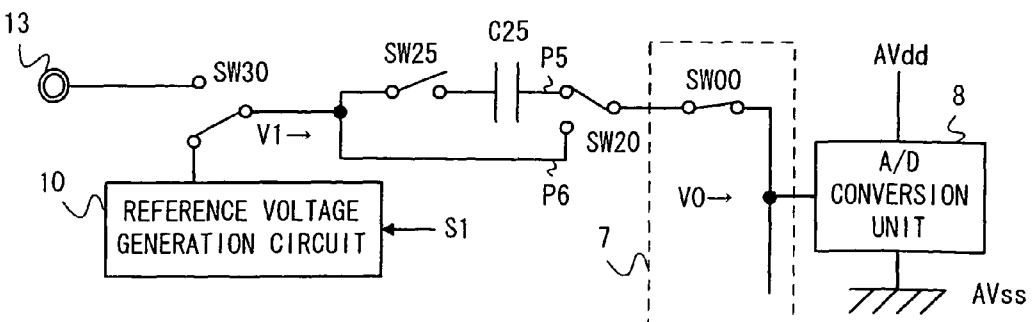 13
SW30
SW25
C25
P5
SW00
AVdd
8
V1→
SW20
P6
10
REFERENCE VOLTAGE
GENERATION CIRCUIT
S1
V0→
7
A/D
CONVERSION
UNIT
AVss